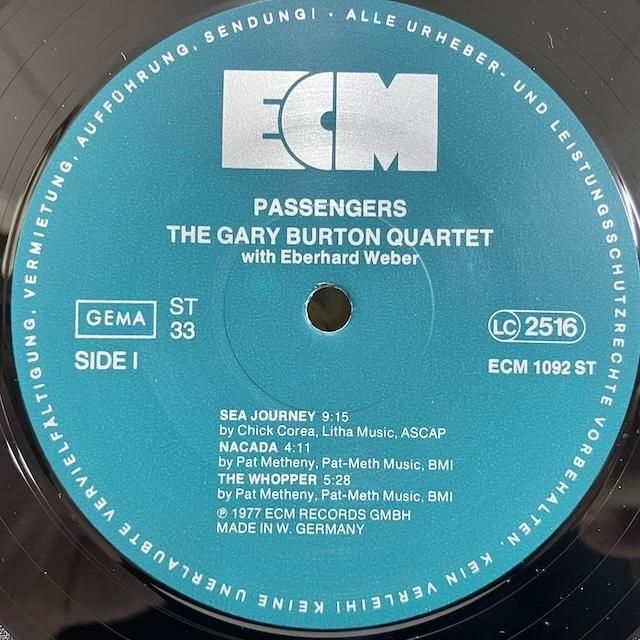 ECM
PASSENGERS
THE GARY BURTON QUARTET
with Eberhard Weber
GEMA
ST
33
SIDE I
LC 2516
ECM 1092 ST
SEA JOURNEY 9:15
by Chick Corea, Litha Music, ASCAP
NACADA 4:11
by Pat Metheny, Pat-Meth Music, BMI
THE WHOPPER 5:28
by Pat Metheny, Pat-Meth Music, BMI
℗ 1977 ECM RECORDS GMBH
MADE IN W. GERMANY
ALLE URHEBER- UND LEISTUNGSSCHUTZRECHTE VORBEHALTEN. KEIN VERLEIH! KEINE UNERLAUBTE VERVIELFÄLTIGUNG, VERMIETUNG, AUFFÜHRUNG, SENDUNG! ·